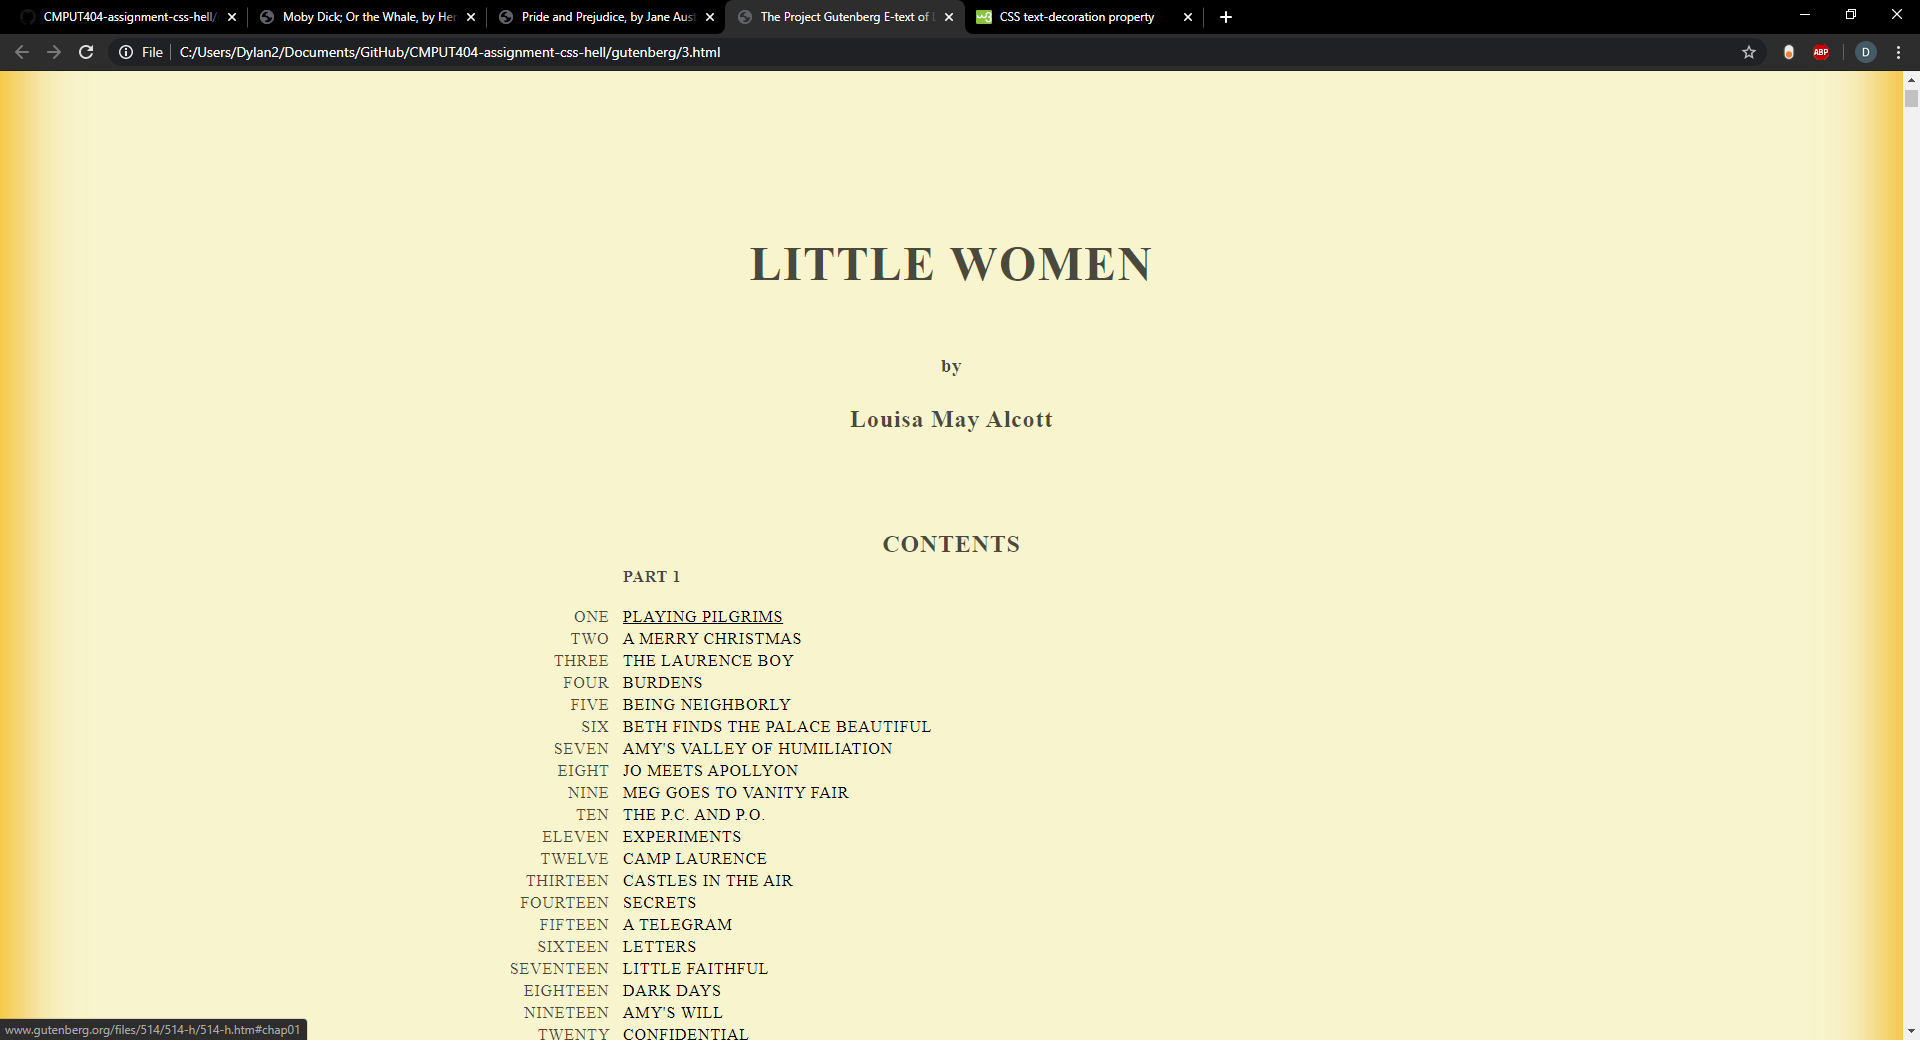 CMPUT404-assignment-css-hell/
Moby Dick; Or the Whale, by Her
Pride and Prejudice, by Jane Aust
The Project Gutenberg E-text of
CSS text-decoration property
File
C:/Users/Dylan2/Documents/GitHub/CMPUT404-assignment-css-hell/gutenberg/3.html
ABP
D
LITTLE WOMEN
by
Louisa May Alcott
CONTENTS
PART 1
ONE PLAYING PILGRIMS
TWO A MERRY CHRISTMAS
THREE THE LAURENCE BOY
FOUR BURDENS
FIVE BEING NEIGHBORLY
SIX BETH FINDS THE PALACE BEAUTIFUL
SEVEN AMY'S VALLEY OF HUMILIATION
EIGHT JO MEETS APOLLYON
NINE MEG GOES TO VANITY FAIR
TEN THE P.C. AND P.O.
ELEVEN EXPERIMENTS
TWELVE CAMP LAURENCE
THIRTEEN CASTLES IN THE AIR
FOURTEEN SECRETS
FIFTEEN A TELEGRAM
SIXTEEN LETTERS
SEVENTEEN LITTLE FAITHFUL
EIGHTEEN DARK DAYS
NINETEEN AMY'S WILL
TWENTY CONFIDENTIAL
www.gutenberg.org/files/514/514-h/514-h.htm#chap01